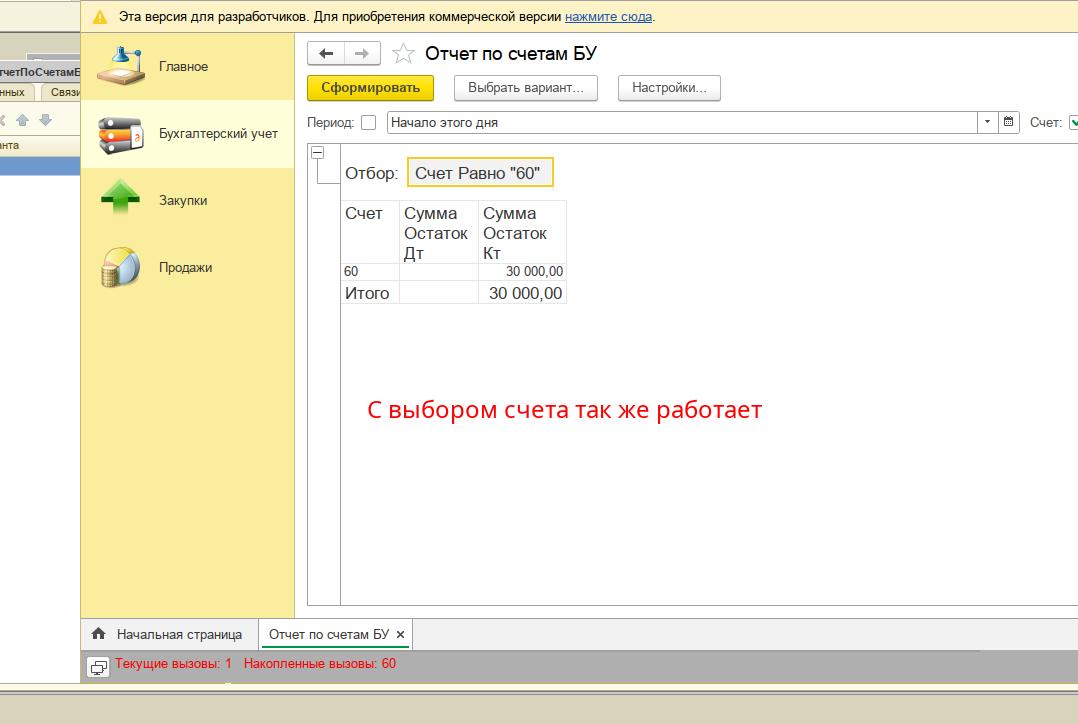 Эта версия для разработчиков. Для приобретения коммерческой версии нажмите сюда.
тчетПоСчетамБ
нных
Связи
анта
Главное
Бухгалтерский учет
Закупки
Продажи
Отчет по счетам БУ
Сформировать
Выбрать вариант...
Настройки...
Период:
Начало этого дня
Счет:
Отбор:
Счет Равно "60"
Счет
Сумма Остаток Дт
Сумма Остаток Кт
60
30 000,00
Итого
30 000,00
С выбором счета так же работает
Начальная страница
Отчет по счетам БУ
Текущие вызовы: 1 Накопленные вызовы: 60